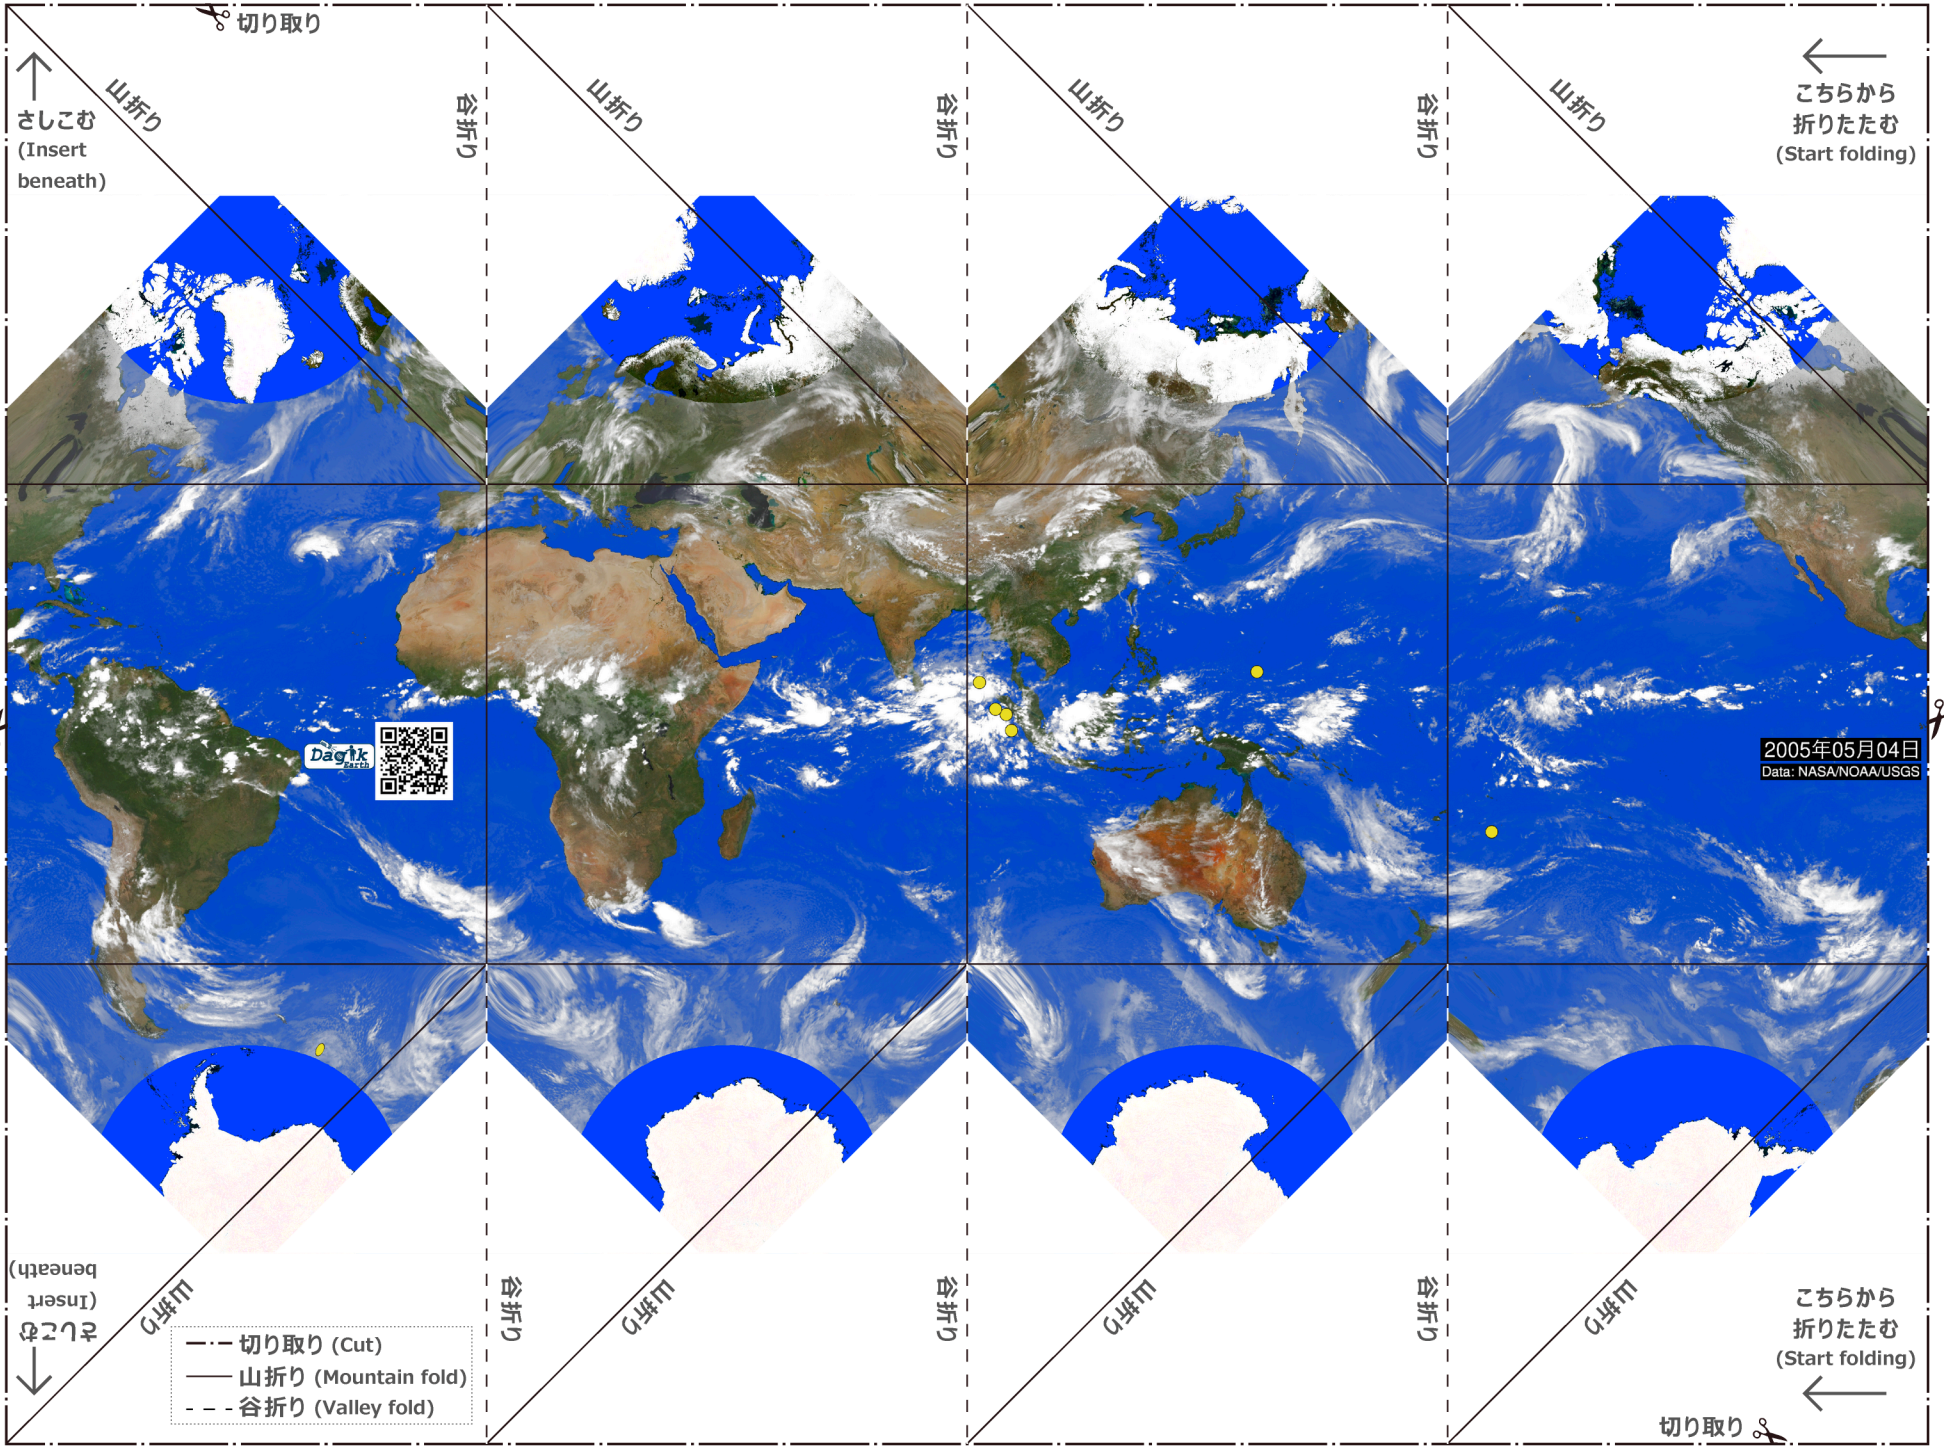 切り取り
さしこむ
(Insert
beneath)
山折り
谷折り
山折り
谷折り
山折り
谷折り
山折り
こちらから
折りたたむ
(Start folding)
Dagik
Earth
2005年05月04日
Data: NASA/NOAA/USGS
さしこむ
(Insert
beneath)
山折り
谷折り
山折り
谷折り
山折り
谷折り
山折り
切り取り (Cut)
山折り (Mountain fold)
谷折り (Valley fold)
こちらから
折りたたむ
(Start folding)
切り取り